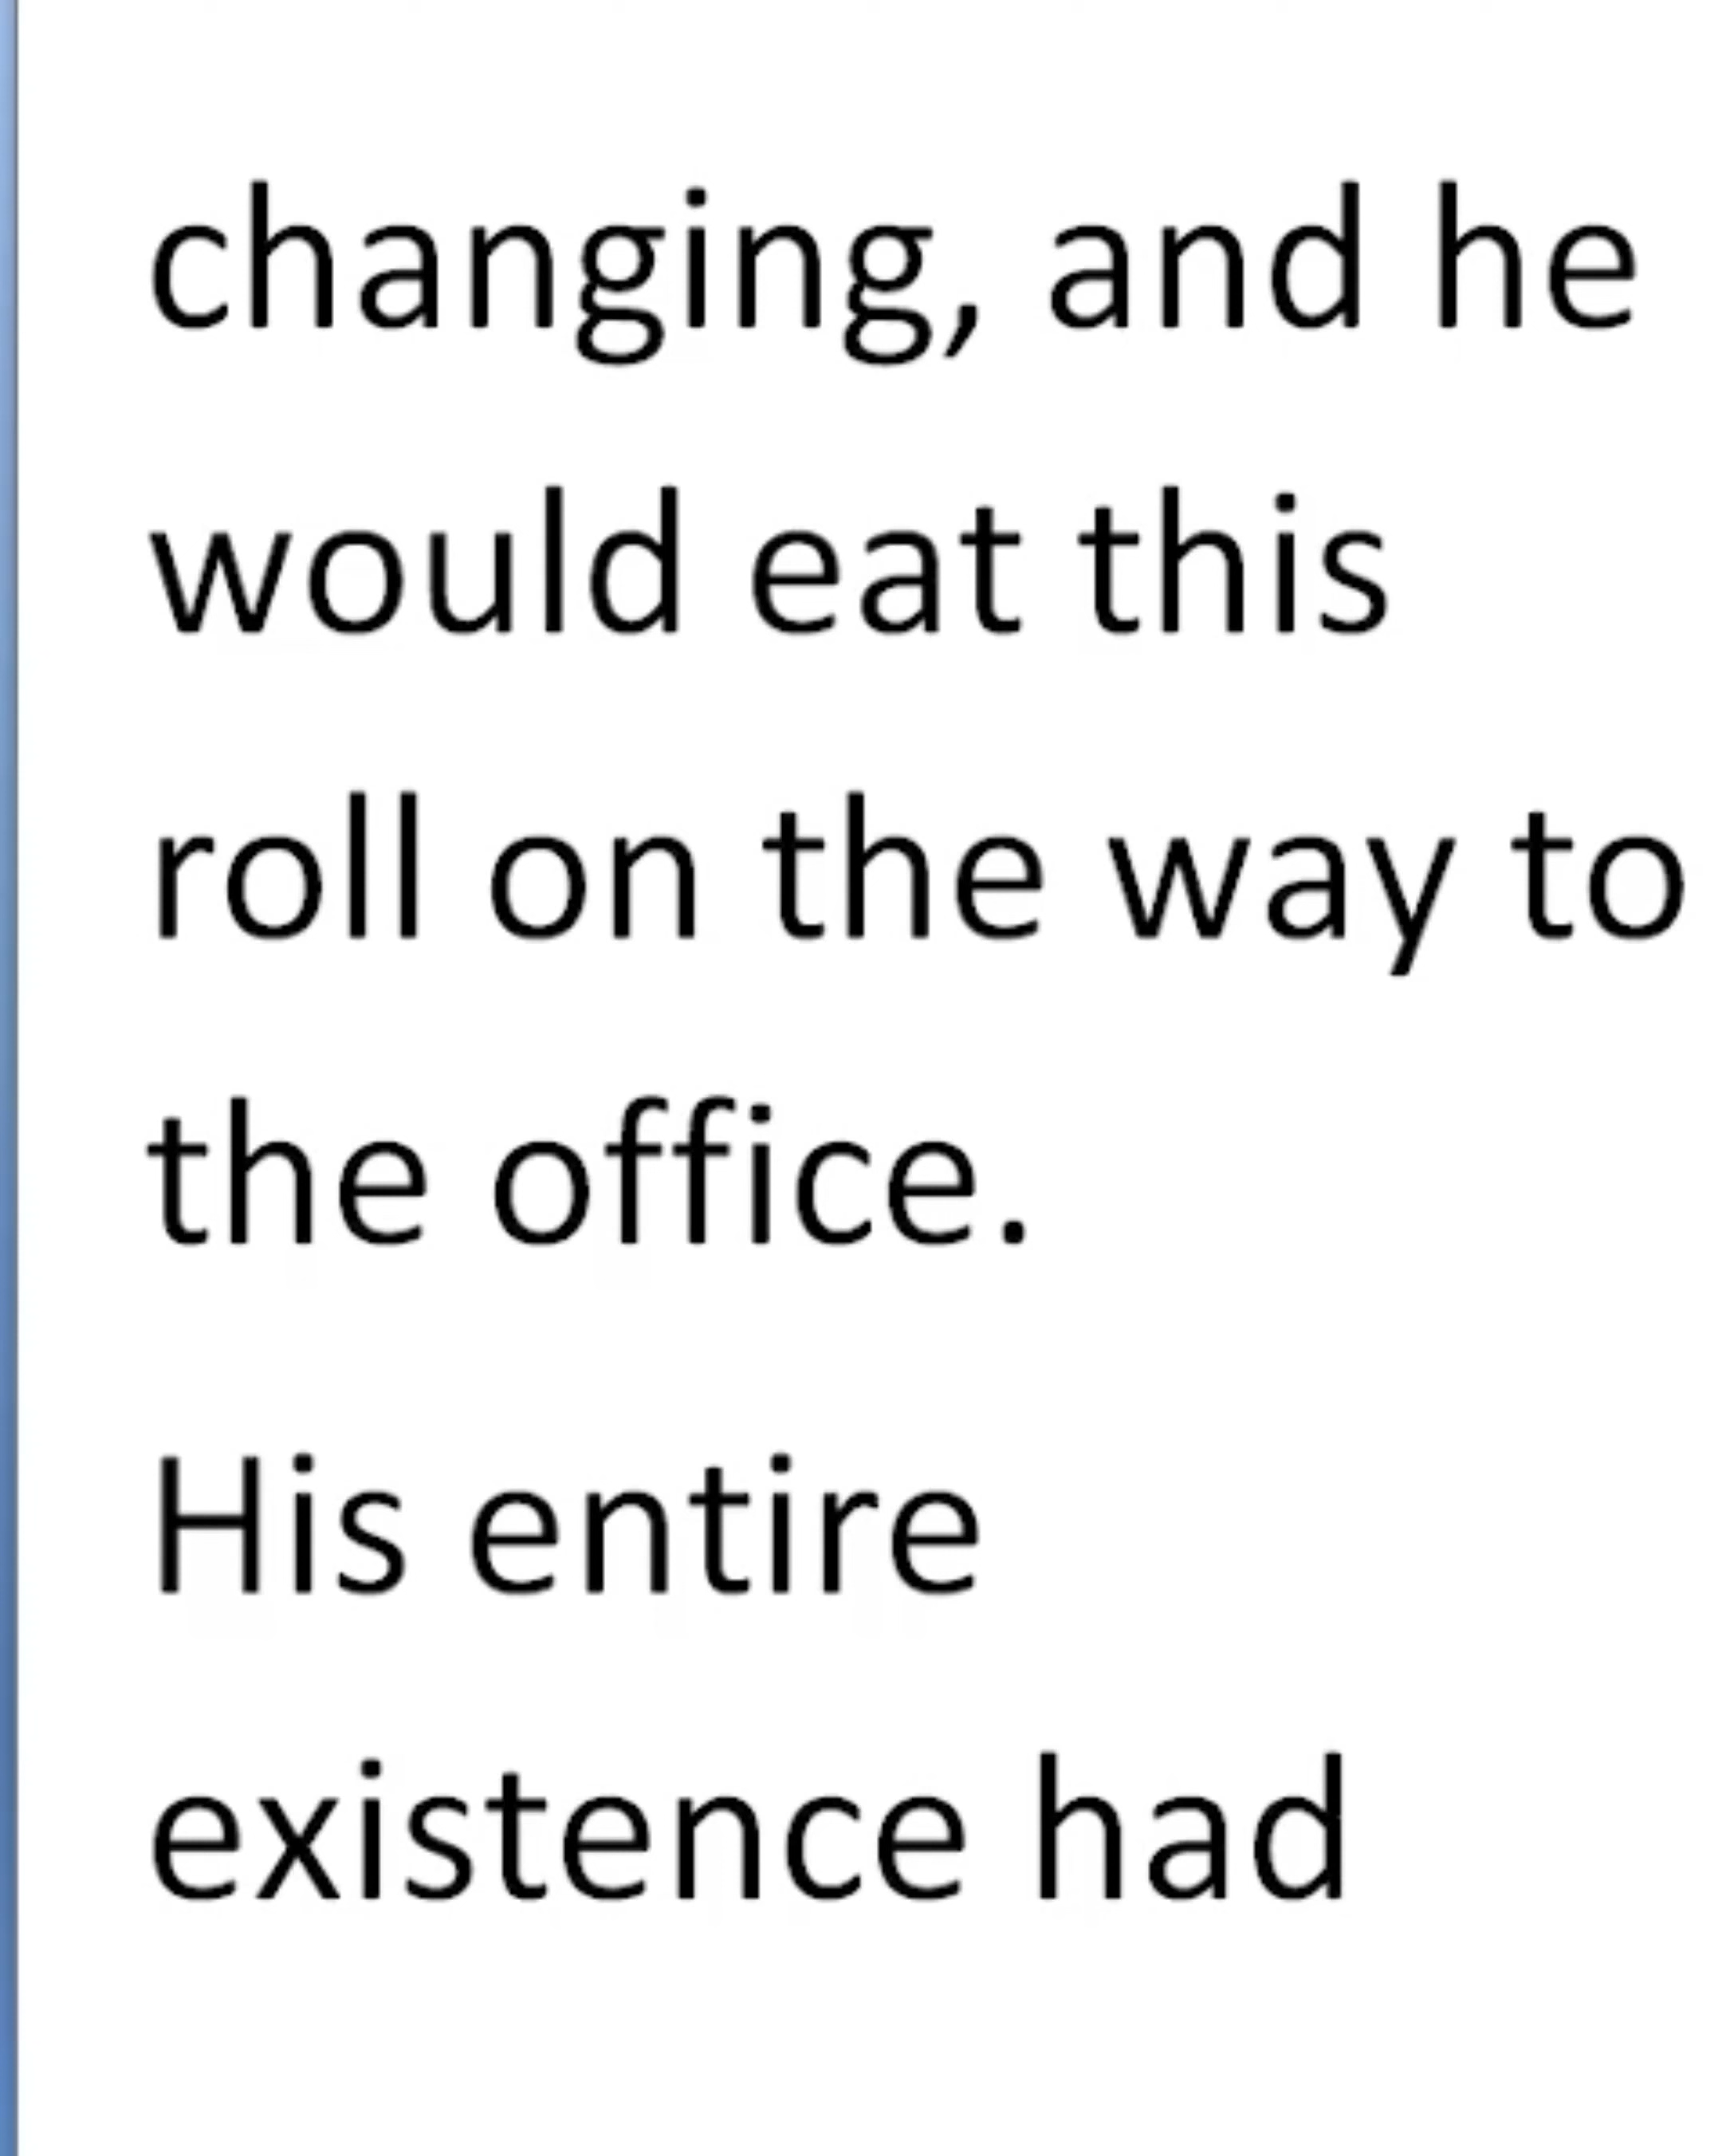 changing, and he
would eat this
roll on the way to
the office.
His entire
existence had